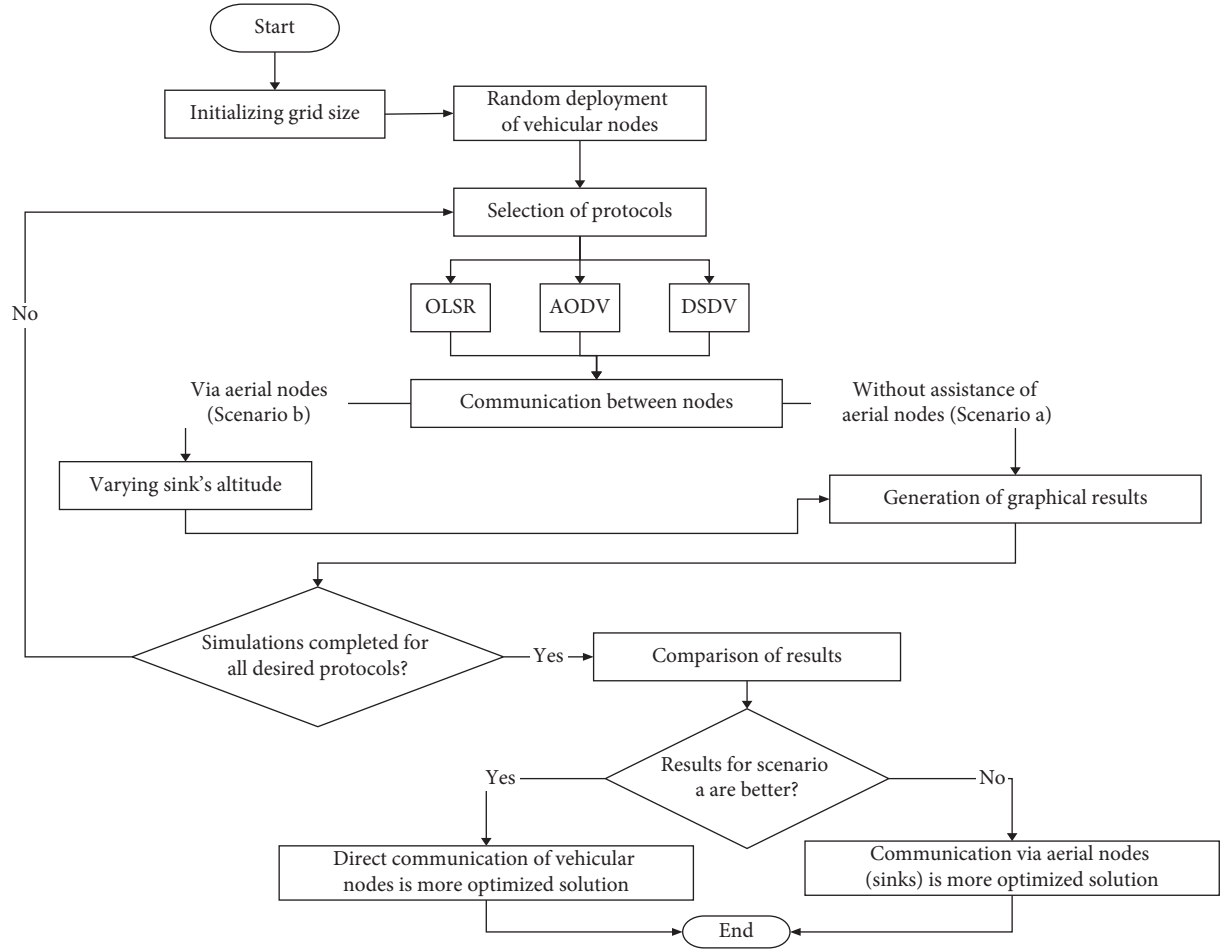 Start
Initializing grid size
Random deployment
of vehicular nodes
Selection of protocols
OLSR
AODV
DSDV
No
Via aerial nodes
(Scenario b)
Communication between nodes
Without assistance of
aerial nodes (Scenario a)
Varying sink's altitude
Generation of graphical results
Simulations completed for
all desired protocols?
Yes
Comparison of results
Results for scenario
a are better?
Yes
No
Direct communication of vehicular
nodes is more optimized solution
Communication via aerial nodes
(sinks) is more optimized solution
End